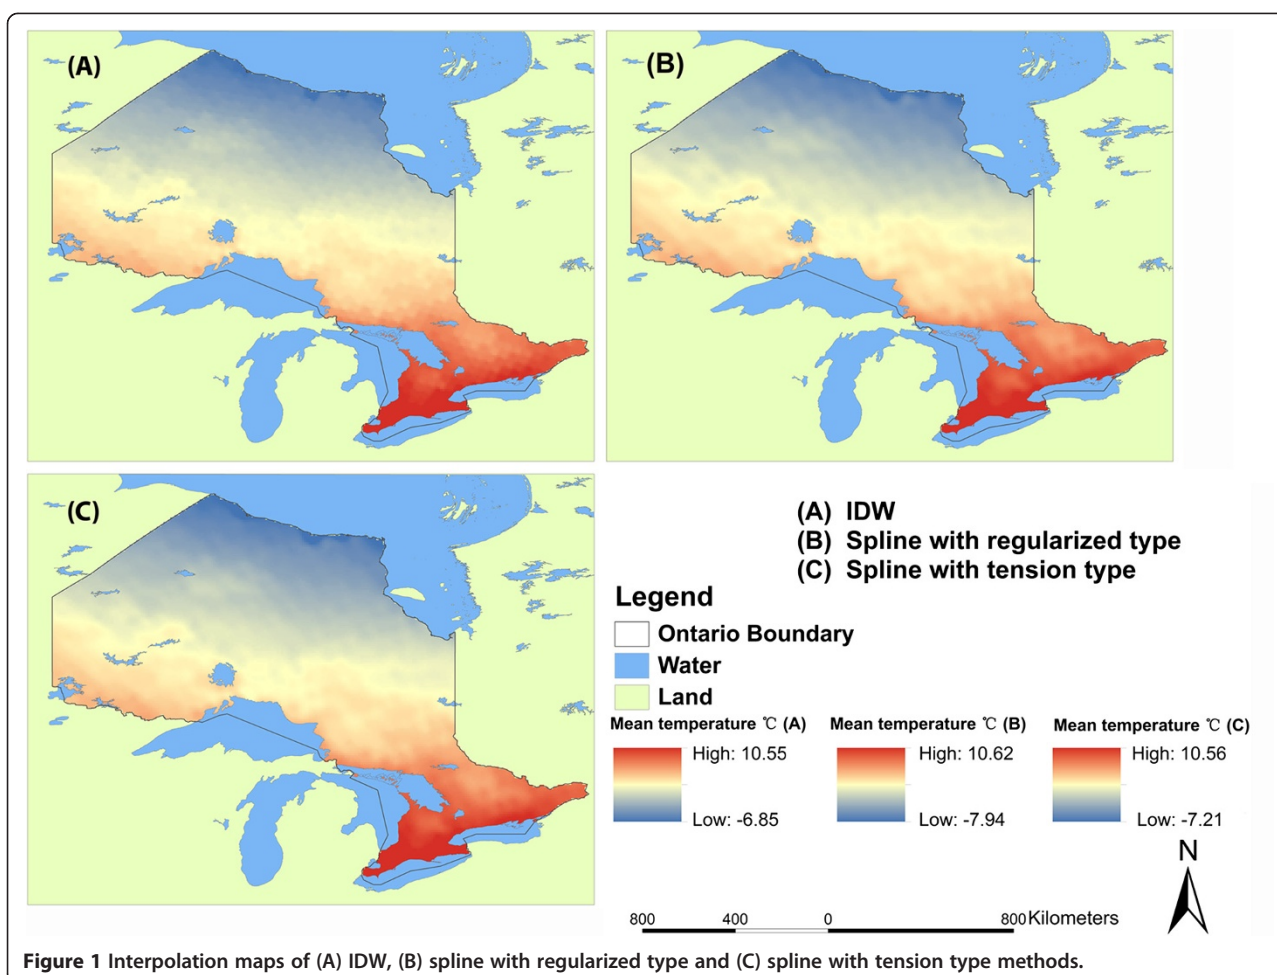 (A)
(B)
(C)
(A) IDW
(B) Spline with regularized type
(C) Spline with tension type
Legend
Ontario Boundary
Water
Land
Mean temperature ℃ (A)
High: 10.55
Low: -6.85
Mean temperature ℃ (B)
High: 10.62
Low: -7.94
Mean temperature ℃ (C)
High: 10.56
Low: -7.21
N
800 400 0 800 Kilometers
Figure 1 Interpolation maps of (A) IDW, (B) spline with regularized type and (C) spline with tension type methods.